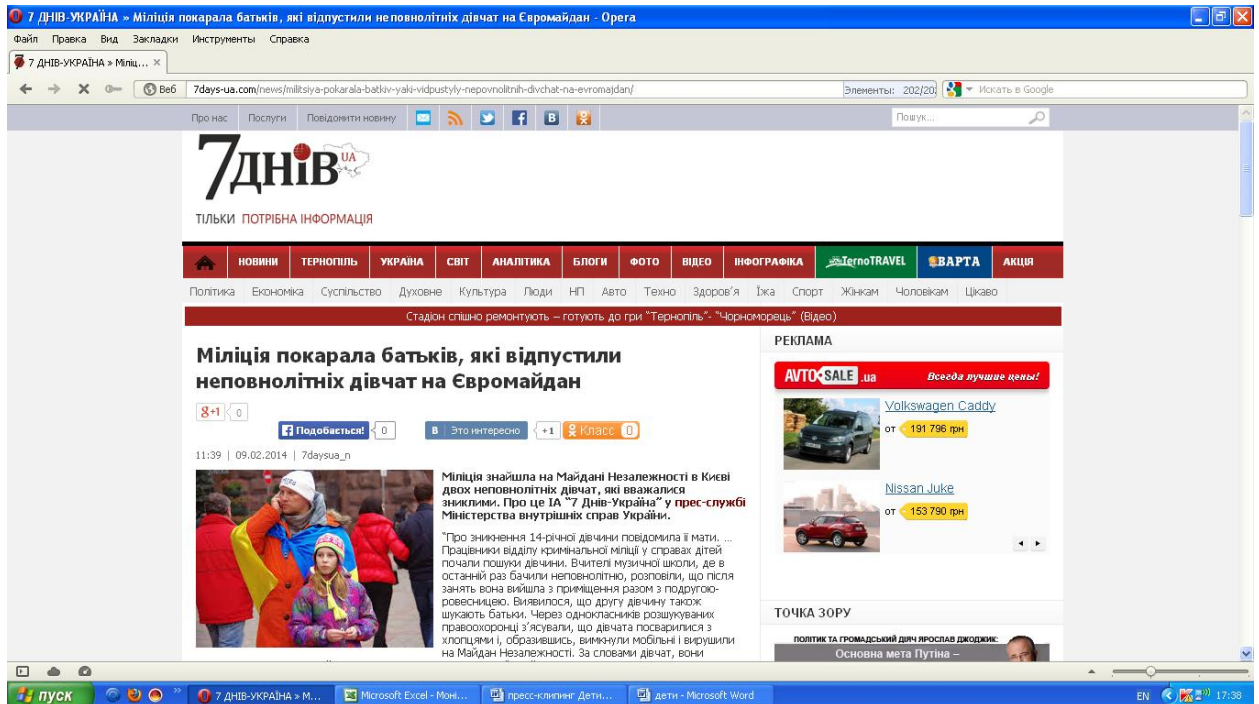 7 ДНІВ-УКРАЇНА » Міліція покарала батьків, які відпустили неповнолітніх дівчат на Євромайдан - Opera
Файл Правка Вид Закладки Инструменты Справка
7 ДНІВ-УКРАЇНА » Міліц...
Веб 7days-ua.com/news/militsiya-pokarala-batkiv-yaki-vidpustyly-nepovnolitnih-divchat-na-evromajdan/ Элементы: 202/20 Искать в Google
Про нас Послуги Повідомити новину Пошук...
7ДНІВ UA
ТІЛЬКИ ПОТРІБНА ІНФОРМАЦІЯ
НОВИНИ ТЕРНОПІЛЬ УКРАЇНА СВІТ АНАЛІТИКА БЛОГИ ФОТО ВІДЕО ІНФОГРАФІКА TernoTRAVEL ВАРТА АКЦІЯ
Політика Економіка Суспільство Духовне Культура Люди НП Авто Техно Здоров'я Їжа Спорт Жінкам Чоловікам Цікаво
Стадіон спішно ремонтують – готують до гри "Тернопіль"- "Чорноморець" (Відео)
Міліція покарала батьків, які відпустили
неповнолітніх дівчат на Євромайдан
g+1 0
Подобається! 0 В Это интересно +1 Класс 0
11:39 | 09.02.2014 | 7daysua_n
Міліція знайшла на Майдані Незалежності в Києві
двох неповнолітніх дівчат, які вважалися
зниклими. Про це ІА "7 Днів-Україна" у прес-службі
Міністерства внутрішніх справ України.
"Про зникнення 14-річної дівчини повідомила її мати. ...
Працівники відділу кримінальної міліції у справах дітей
почали пошуки дівчини. Вчителі музичної школи, де в
останній раз бачили неповнолітню, розповіли, що після
занять вона вийшла з приміщення разом з подругою-
ровесницею. Виявилося, що другу дівчину також
шукають батьки. Через однокласників розшукуваних
правоохоронці з'ясували, що дівчата посварилися з
хлопцями і, образившись, вимкнули мобільні і вирушили
на Майдан Незалежності. За словами дівчат, вони
РЕКЛАМА
AVTO SALE .ua Всегда лучшие цены!
Volkswagen Caddy
от 191 796 грн
Nissan Juke
от 153 790 грн
ТОЧКА ЗОРУ
ПОЛІТИК ТА ГРОМАДСЬКИЙ ДІЯЧ ЯРОСЛАВ ДЖОДЖИК:
Основна мета Путіна –
пуск 7 ДНІВ-УКРАЇНА » М... Microsoft Excel - Моні... пресс-клипинг Дети... дети - Microsoft Word EN 17:38